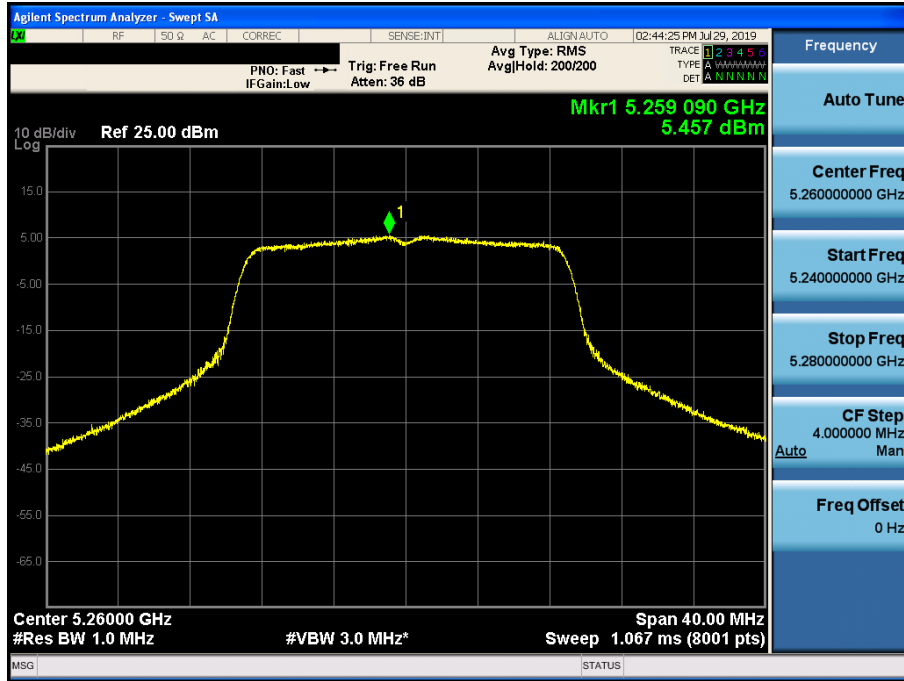 Agilent Spectrum Analyzer - Swept SA
LXI RF 50 Ω AC CORREC SENSE:INT ALIGN AUTO 02:44:25 PM Jul 29, 2019
PNO: Fast Trig: Free Run Avg Type: RMS TRACE 1 2 3 4 5 6
IFGain:Low Atten: 36 dB Avg|Hold: 200/200 TYPE A
DET A N N N N N
Frequency
Mkr1 5.259 090 GHz
5.457 dBm
10 dB/div Ref 25.00 dBm
Log
15.0
5.00
-5.00
-15.0
-25.0
-35.0
-45.0
-55.0
-65.0
1
Center 5.26000 GHz Span 40.00 MHz
#Res BW 1.0 MHz #VBW 3.0 MHz* Sweep 1.067 ms (8001 pts)
Auto Tune
Center Freq
5.260000000 GHz
Start Freq
5.240000000 GHz
Stop Freq
5.280000000 GHz
CF Step
4.000000 MHz
Auto Man
Freq Offset
0 Hz
MSG STATUS